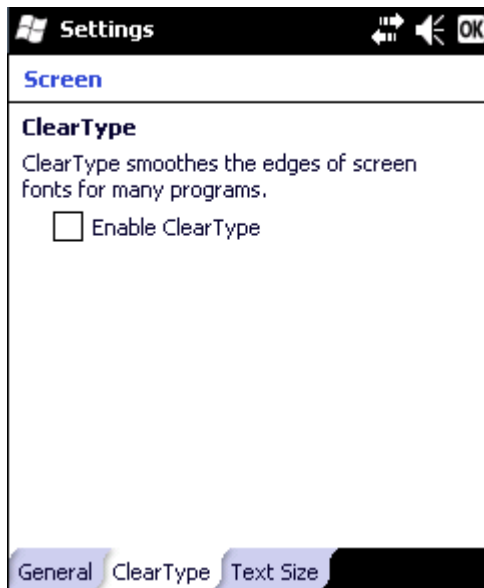 Settings OK
Screen
ClearType
ClearType smoothes the edges of screen
fonts for many programs.
Enable ClearType
General ClearType Text Size